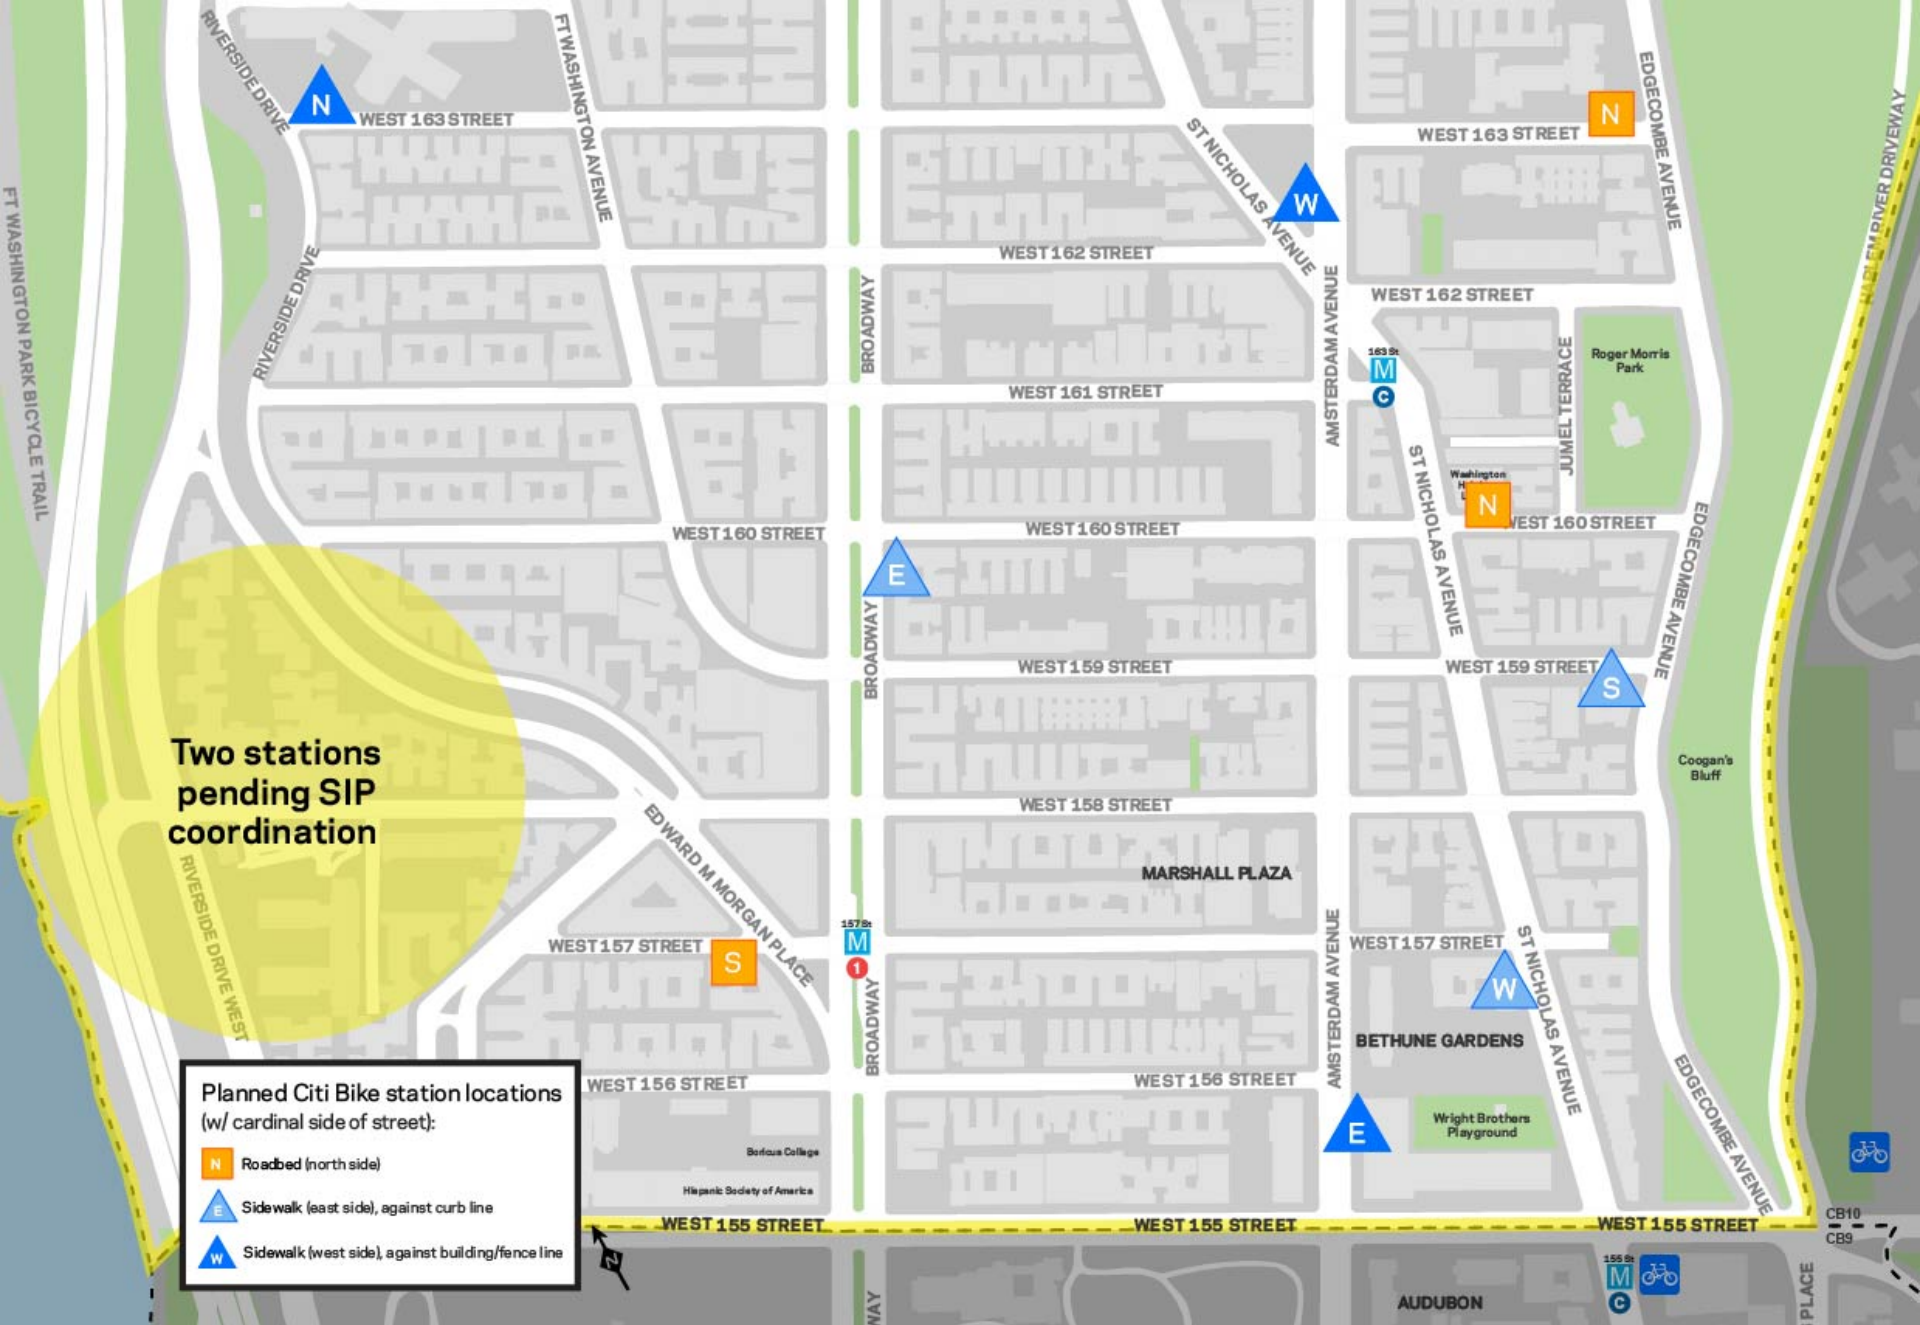 RIVERSIDE DRIVE
FT WASHINGTON AVENUE
N
WEST 163 STREET
ST NICHOLAS AVENUE
W
WEST 163 STREET
N
EDGECOMBE AVENUE
HARLEM RIVER DRIVEWAY
FT WASHINGTON PARK BICYCLE TRAIL
RIVERSIDE DRIVE
WEST 162 STREET
WEST 162 STREET
BROADWAY
AMSTERDAM AVENUE
163 St
M
C
JUMEL TERRACE
Roger Morris
Park
WEST 161 STREET
ST NICHOLAS AVENUE
Washington
N
WEST 160 STREET
WEST 160 STREET
WEST 160 STREET
EDGECOMBE AVENUE
E
BROADWAY
WEST 159 STREET
WEST 159 STREET
S
Two stations
pending SIP
coordination
Coogan's
Bluff
WEST 158 STREET
EDWARD M MORGAN PLACE
RIVERSIDE DRIVE WEST
MARSHALL PLAZA
157 St
M
1
WEST 157 STREET
S
BROADWAY
AMSTERDAM AVENUE
WEST 157 STREET
ST NICHOLAS AVENUE
W
BETHUNE GARDENS
WEST 156 STREET
WEST 156 STREET
EDGECOMBE AVENUE
E
Wright Brothers
Playground
Boricua College
Hispanic Society of America
WEST 155 STREET
WEST 155 STREET
WEST 155 STREET
CB10
CB9
Planned Citi Bike station locations
(w/ cardinal side of street):
N Roadbed (north side)
E Sidewalk (east side), against curb line
W Sidewalk (west side), against building/fence line
N
155 St
M
C
AUDUBON
WAY
PLACE